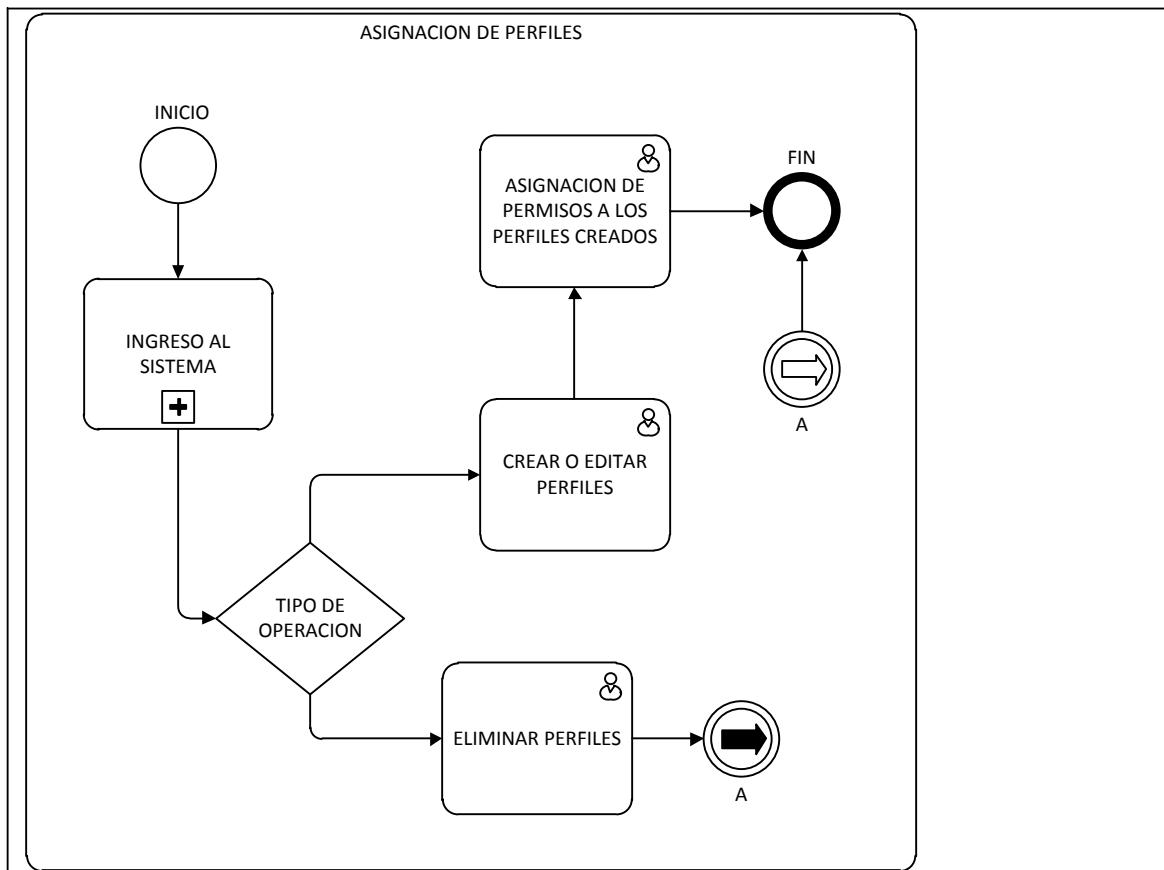 ASIGNACION DE PERFILES
INICIO
INGRESO AL
SISTEMA
TIPO DE
OPERACION
CREAR O EDITAR
PERFILES
ASIGNACION DE
PERMISOS A LOS
PERFILES CREADOS
FIN
A
ELIMINAR PERFILES
A